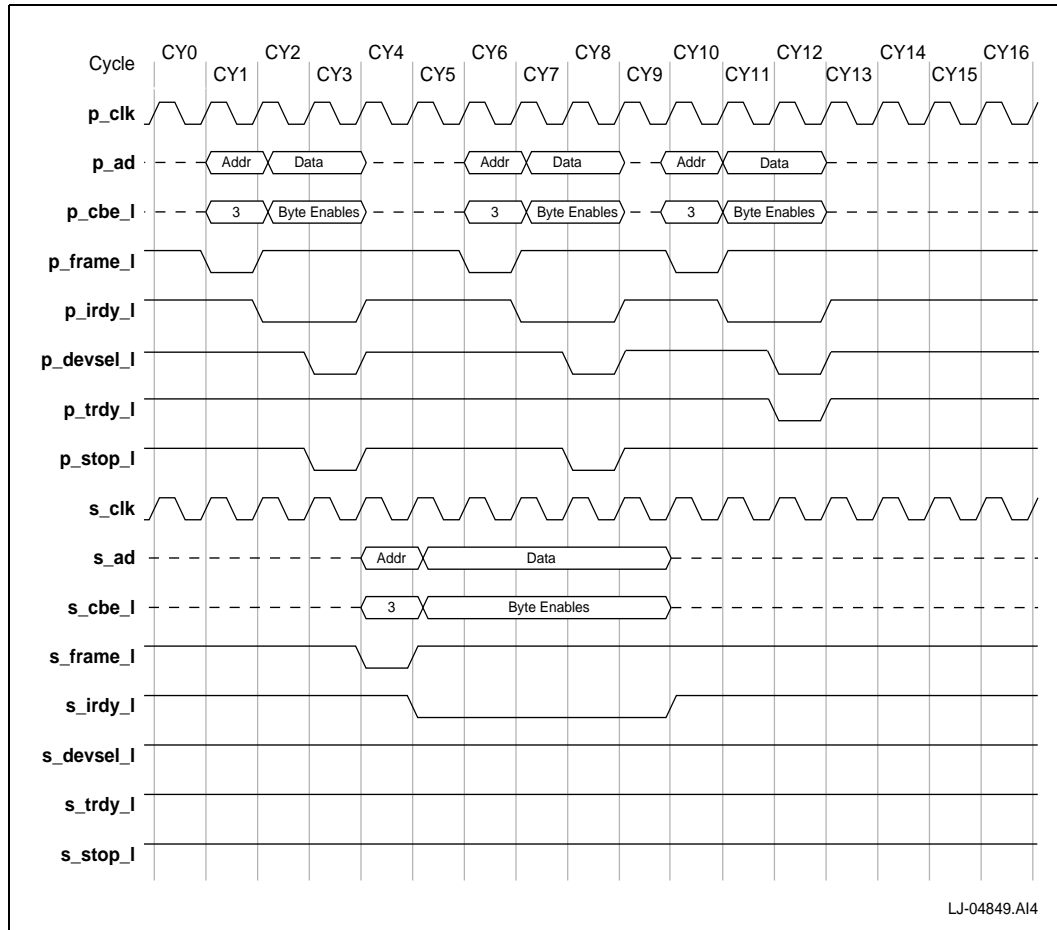 Cycle CY0 CY1 CY2 CY3 CY4 CY5 CY6 CY7 CY8 CY9 CY10 CY11 CY12 CY13 CY14 CY15 CY16
p_clk
p_ad Addr Data Addr Data Addr Data
p_cbe_l 3 Byte Enables 3 Byte Enables 3 Byte Enables
p_frame_l
p_irdy_l
p_devsel_l
p_trdy_l
p_stop_l
s_clk
s_ad Addr Data
s_cbe_l 3 Byte Enables
s_frame_l
s_irdy_l
s_devsel_l
s_trdy_l
s_stop_l
LJ-04849.AI4